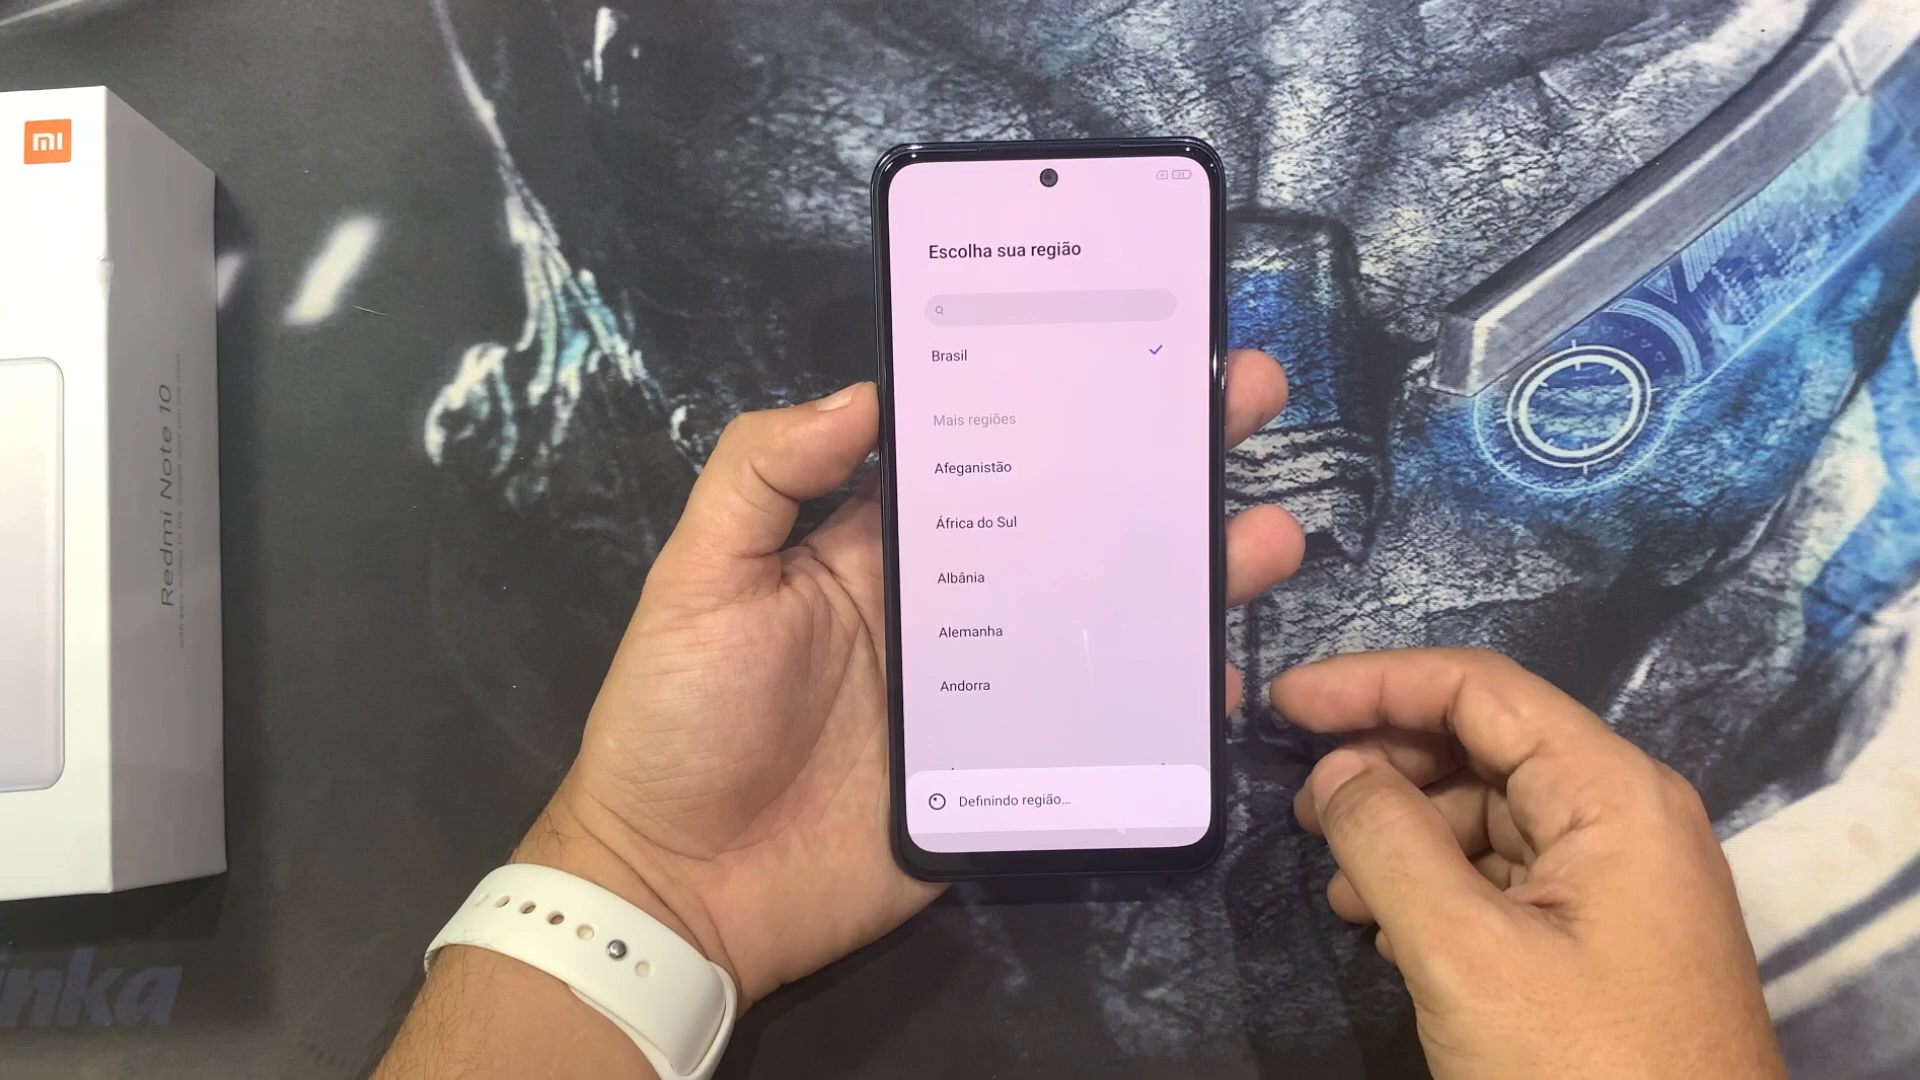 mi
Redmi Note 10
Escolha sua região
Brasil
Mais regiões
Afeganistão
África do Sul
Albânia
Alemanha
Andorra
Definindo região...
inka